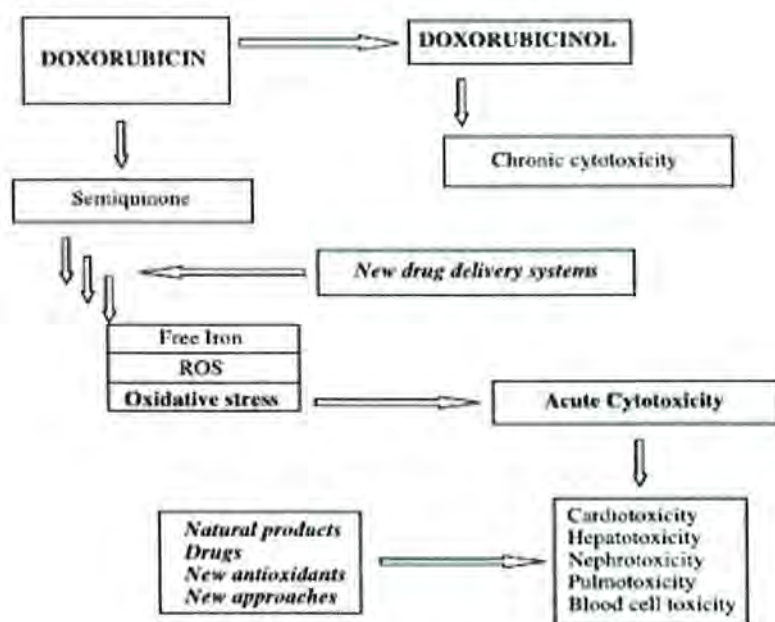 DOXORUBICIN
DOXORUBICINOL
Chronic cytotoxicity
Semiquinone
New drug delivery systems
Free Iron
ROS
Oxidative stress
Acute Cytotoxicity
Natural products
Drugs
New antioxidants
New approaches
Cardiotoxicity
Hepatotoxicity
Nephrotoxicity
Pulmotoxicity
Blood cell toxicity